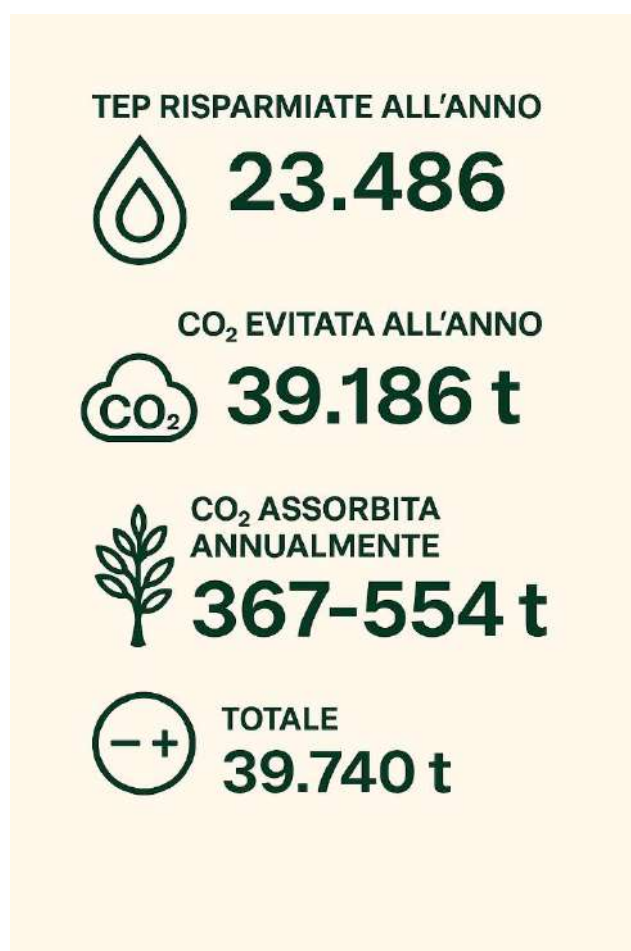 TEP RISPARMIATE ALL'ANNO
23.486
CO₂ EVITATA ALL'ANNO
CO₂ 39.186 t
CO₂ ASSORBITA
ANNUALMENTE
367-554 t
TOTALE
39.740 t